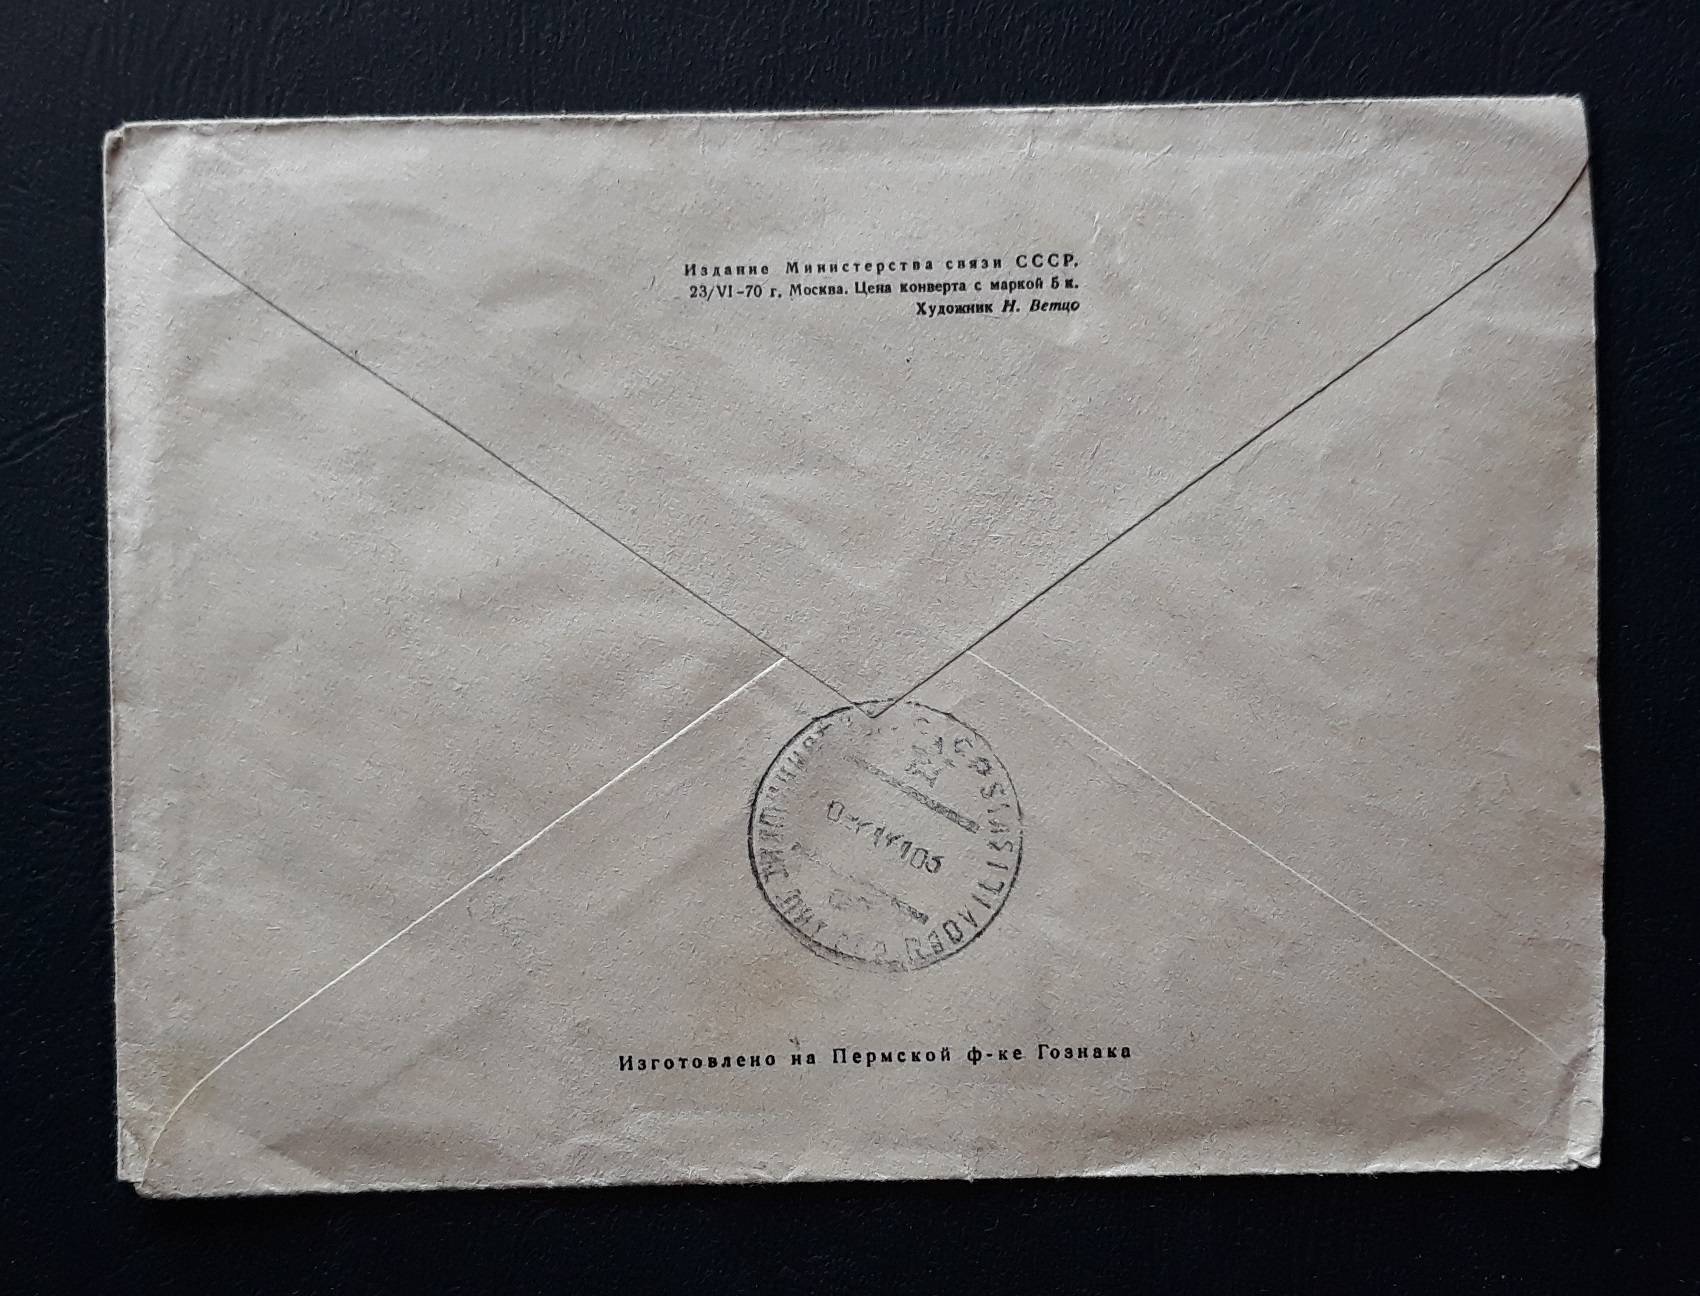 Издание Министерства связи СССР.
23/VI-70 г. Москва. Цена конверта с маркой 5 к.
Художник Н. Ветцо
Изготовлено на Пермской ф-ке Гознака